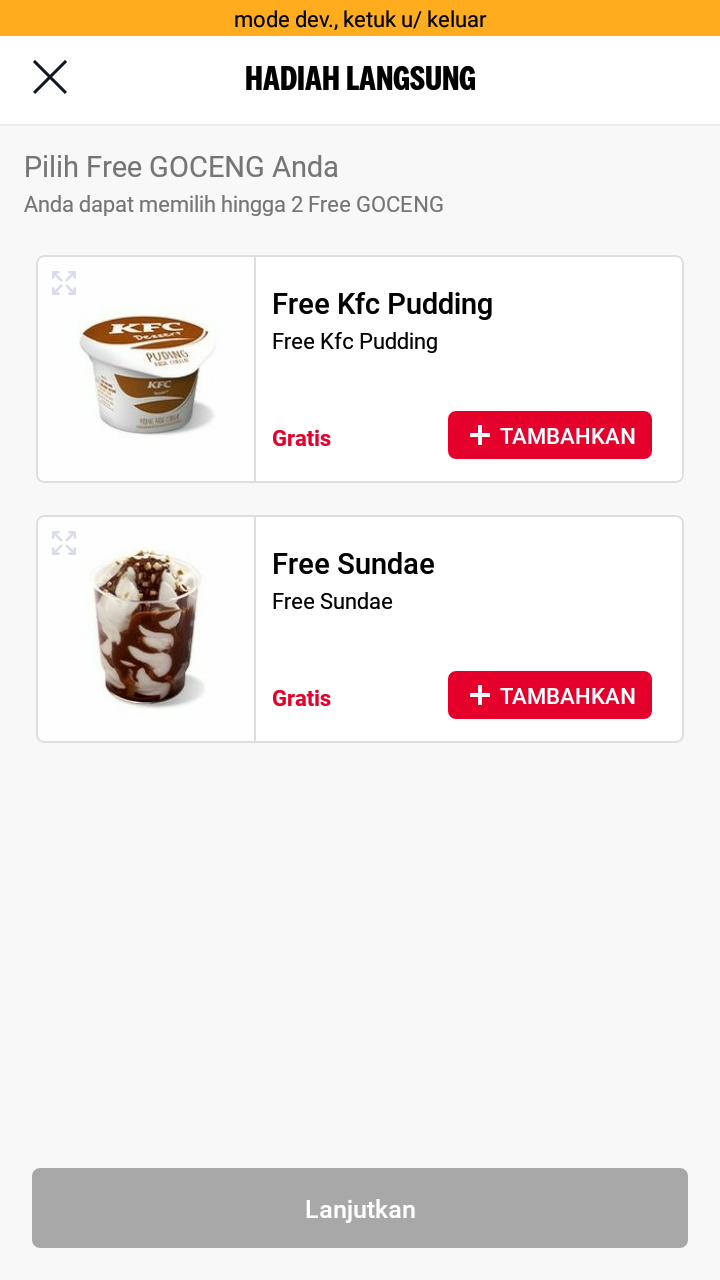 mode dev., ketuk u/ keluar
HADIAH LANGSUNG
Pilih Free GOCENG Anda
Anda dapat memilih hingga 2 Free GOCENG
KFC
Dessert
PUDING
KFC
Free Kfc Pudding
Free Kfc Pudding
Gratis
TAMBAHKAN
Free Sundae
Free Sundae
Gratis
TAMBAHKAN
Lanjutkan